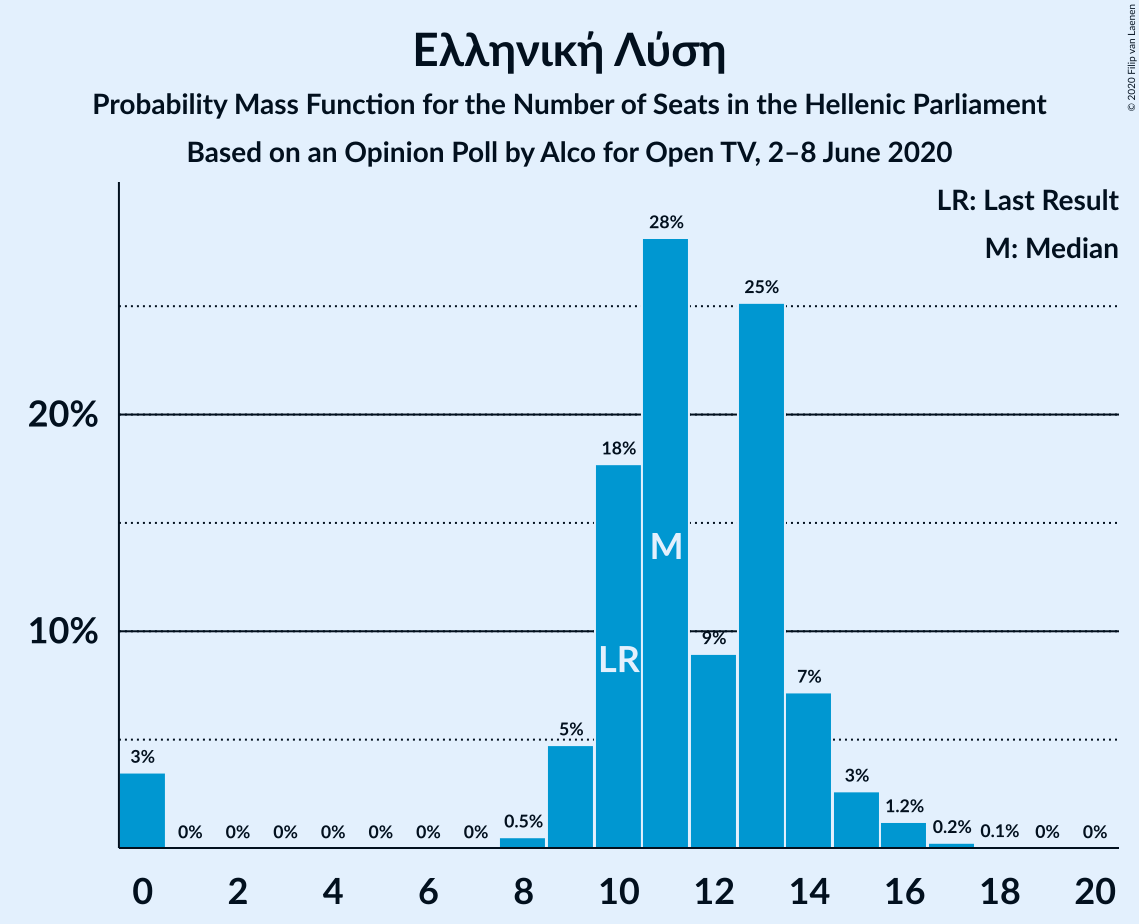 Ελληνική Λύση
Probability Mass Function for the Number of Seats in the Hellenic Parliament
Based on an Opinion Poll by Alco for Open TV, 2–8 June 2020
© 2020 Filip van Laenen
LR: Last Result
M: Median
28%
25%
20%
18%
M
10%
9%
LR
7%
5%
3%
3%
1.2%
0% 0% 0% 0% 0% 0% 0% 0.5% 0.2% 0.1% 0% 0%
0 2 4 6 8 10 12 14 16 18 20